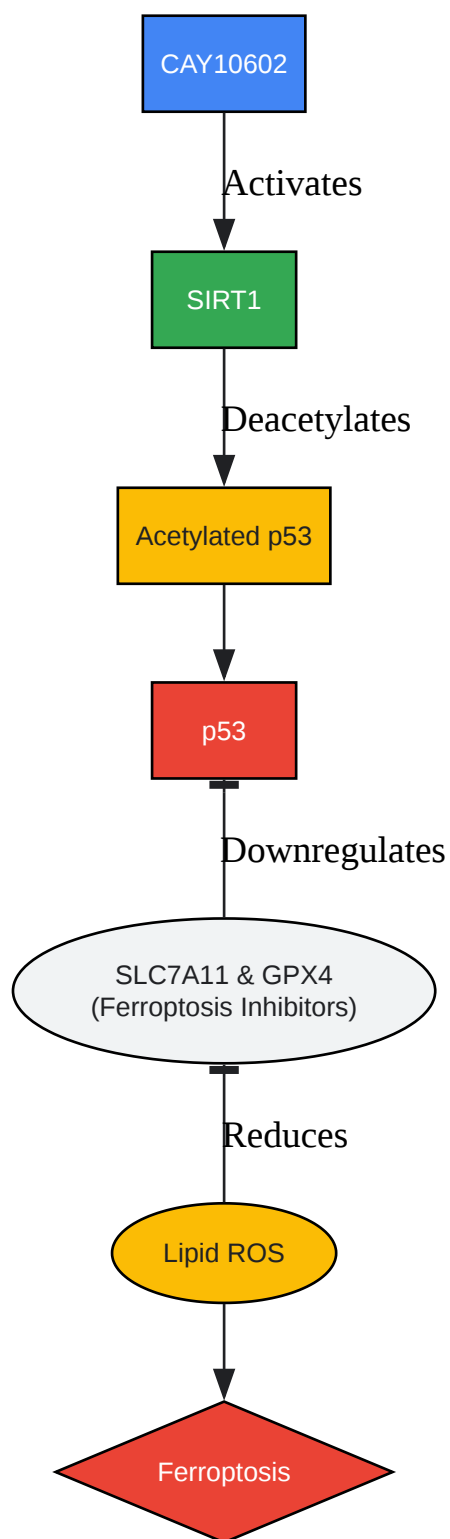 CAY10602
Activates
SIRT1
Deacetylates
Acetylated p53
p53
Downregulates
SLC7A11 & GPX4
(Ferroptosis Inhibitors)
Reduces
Lipid ROS
Ferroptosis